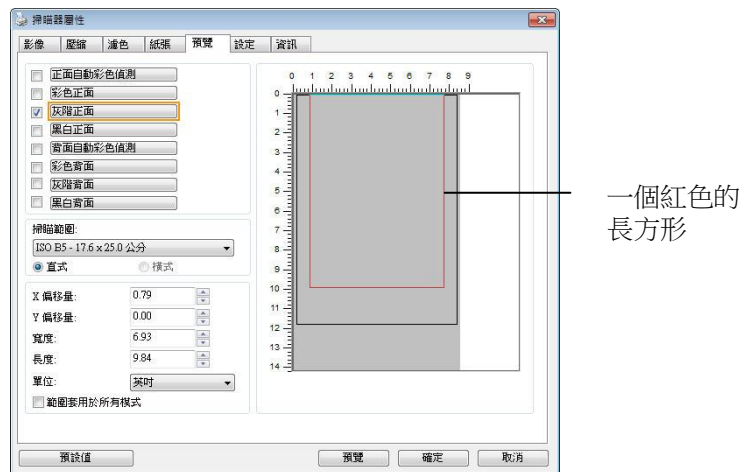 掃瞄器屬性
影像 壓縮 濾色 紙張 預覽 設定 資訊
正面自動彩色偵測
彩色正面
灰階正面
黑白正面
背面自動彩色偵測
彩色背面
灰階背面
黑白背面
掃瞄範圍:
ISO B5 - 17.6 x 25.0 公分
直式 橫式
X 偏移量: 0.79
Y 偏移量: 0.00
寬度: 6.93
長度: 9.84
單位: 英吋
範圍套用於所有模式
0 1 2 3 4 5 6 7 8 9
0
1
2
3
4
5
6
7
8
9
10
11
12
13
14
一個紅色的
長方形
預設值 預覽 確定 取消